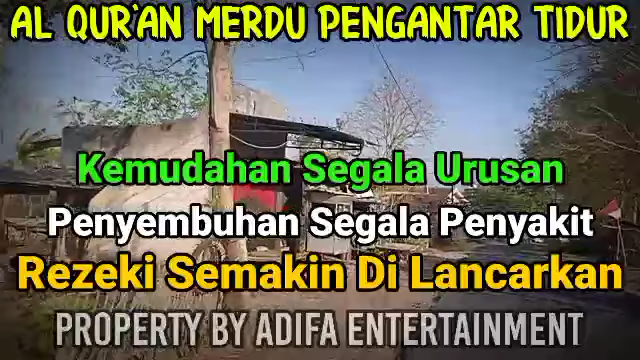 AL QUR'AN MERDU PENGANTAR TIDUR
Kemudahan Segala Urusan
Penyembuhan Segala Penyakit
Rezeki Semakin Di Lancarkan
PROPERTY BY ADIFA ENTERTAINMENT